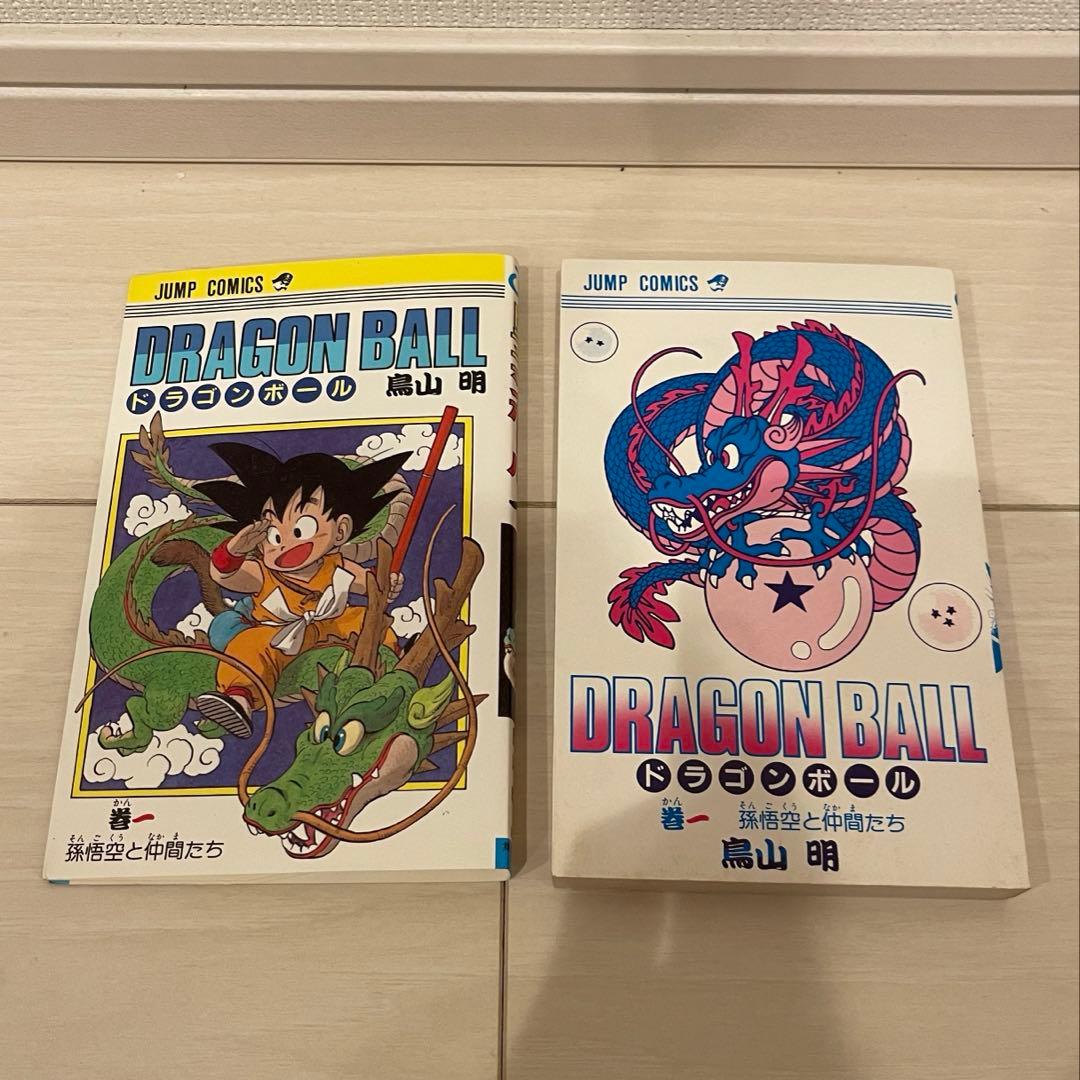 JUMP COMICS
DRAGON BALL
ドラゴンボール
鳥山 明
かん
巻一
そんごくう なかま
孫悟空と仲間たち
JUMP COMICS
DRAGON BALL
ドラゴンボール
かん
巻一
そんごくう なかま
孫悟空と仲間たち
鳥山 明